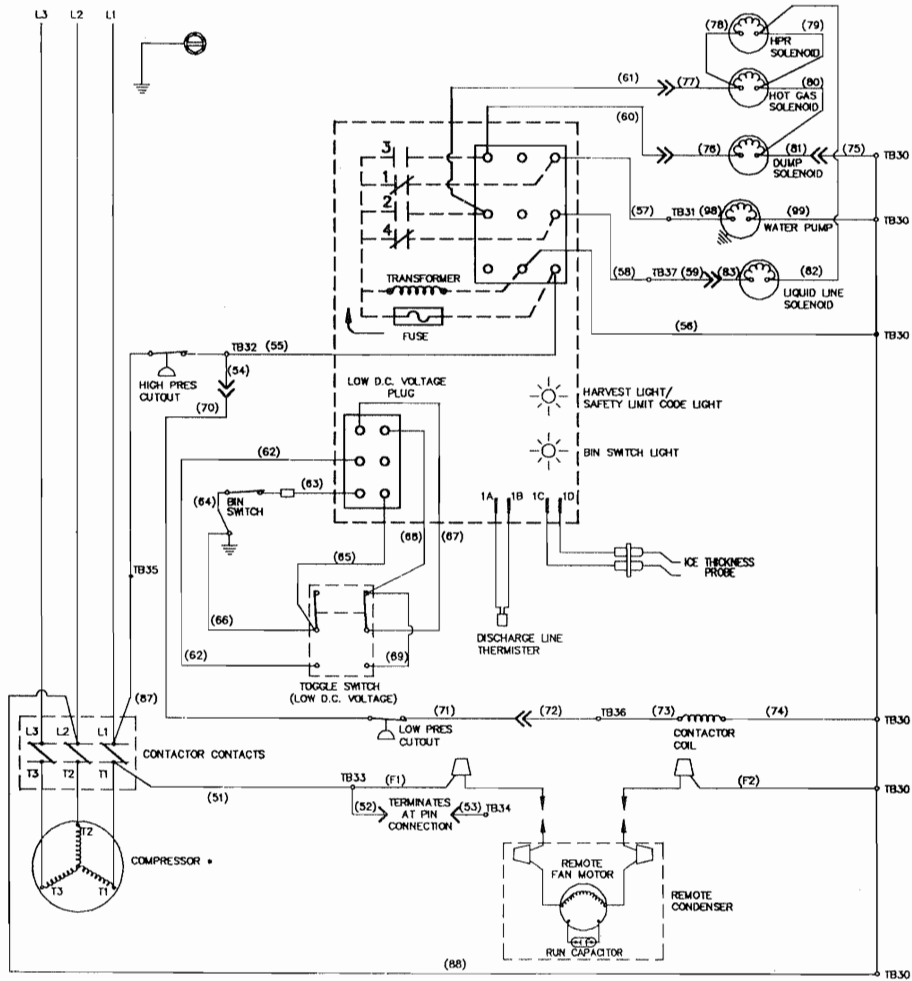 L3 L2 L1
(78) (79)
HPR
SOLENOID
(61) (77) (80)
HOT GAS
SOLENOID
(60)
(76) (81) (75) TB30
DUMP
SOLENOID
3
1
2
4
(57) TB31 (98) (99) TB30
WATER PUMP
(58) TB37 (59) (83) (82)
LIQUID LINE
SOLENOID
TRANSFORMER
FUSE
(56) TB30
TB32 (55)
HIGH PRES
CUTOUT
(54)
(70)
LOW D.C. VOLTAGE
PLUG
HARVEST LIGHT/
SAFETY LIMIT CODE LIGHT
BIN SWITCH LIGHT
(62)
(64) (63)
BIN
SWITCH
1A 1B 1C 1D
(68) (67)
(65)
ICE THICKNESS
PROBE
TB35
(66)
(62) (69)
DISCHARGE LINE
THERMISTER
TOGGLE SWITCH
(LOW D.C. VOLTAGE)
(87)
(71) (72) TB36 (73) (74) TB30
LOW PRES
CUTOUT
CONTACTOR
COIL
L3 L2 L1
CONTACTOR CONTACTS
T3 T2 T1
(51)
TB33 (F1) (F2) TB30
(52) TERMINATES
AT PIN
CONNECTION
(53) TB34
T2
T3 T1
COMPRESSOR
REMOTE
FAN MOTOR
REMOTE
CONDENSER
RUN CAPACITOR
(88) TB30